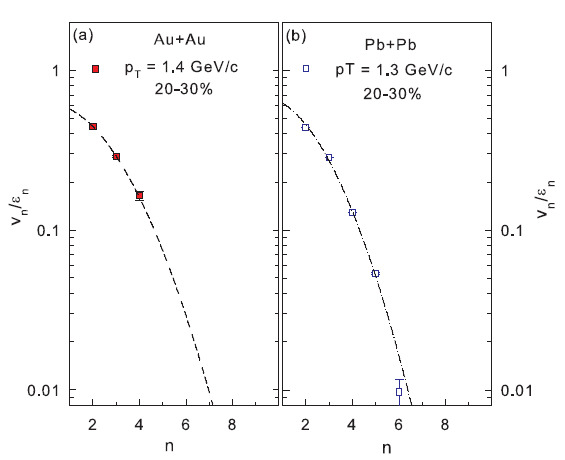 (a)
Au+Au
p_T = 1.4 GeV/c
20-30%
(b)
Pb+Pb
pT = 1.3 GeV/c
20-30%
1
0.1
0.01
v_n/ε_n
2 4 6 8
n
2 4 6 8
n
1
0.1
0.01
v_n/ε_n